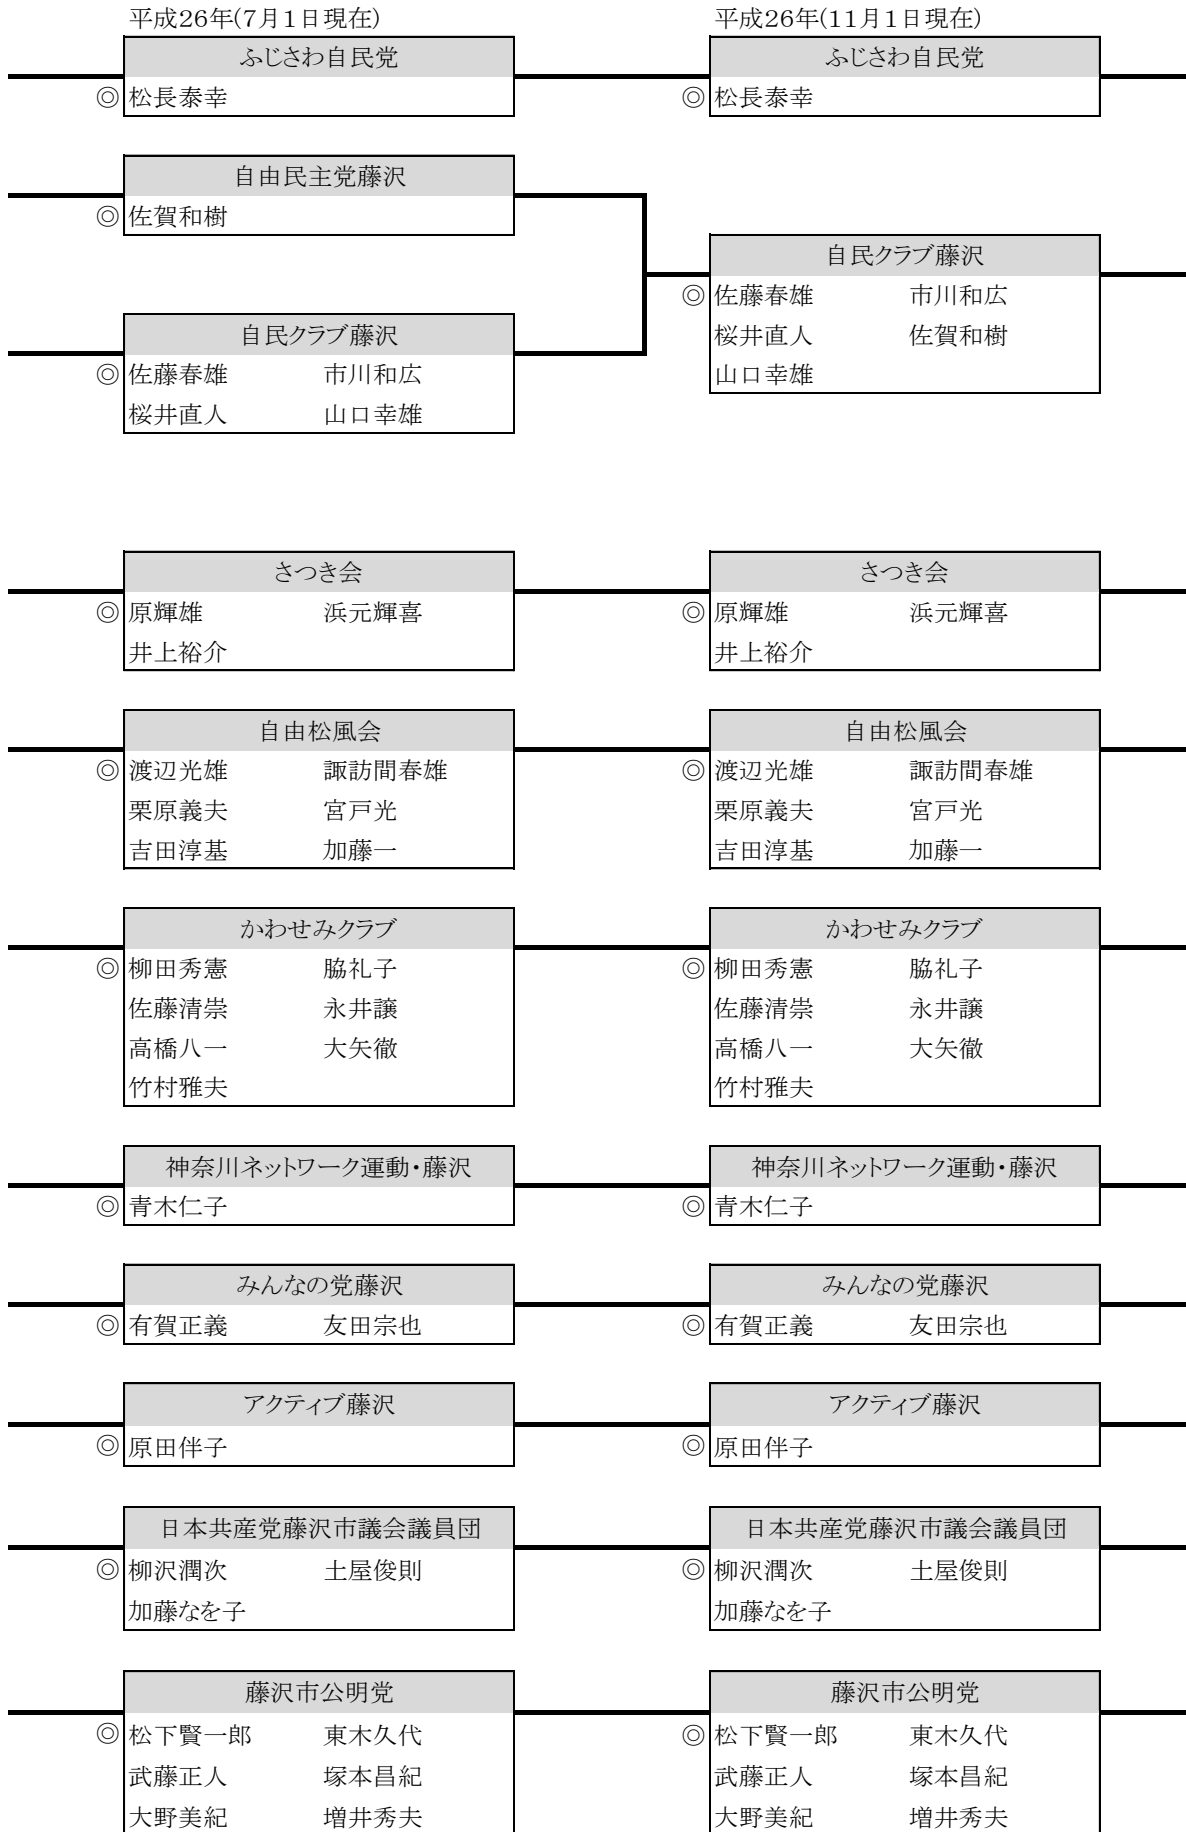 平成26年(7月1日現在)
ふじさわ自民党
◎ 松長泰幸
自由民主党藤沢
◎ 佐賀和樹
自民クラブ藤沢
◎ 佐藤春雄 市川和広
桜井直人 山口幸雄
さつき会
◎ 原輝雄 浜元輝喜
井上裕介
自由松風会
◎ 渡辺光雄 諏訪間春雄
栗原義夫 宮戸光
吉田淳基 加藤一
かわせみクラブ
◎ 柳田秀憲 脇礼子
佐藤清崇 永井譲
高橋八一 大矢徹
竹村雅夫
神奈川ネットワーク運動・藤沢
◎ 青木仁子
みんなの党藤沢
◎ 有賀正義 友田宗也
アクティブ藤沢
◎ 原田伴子
日本共産党藤沢市議会議員団
◎ 柳沢潤次 土屋俊則
加藤なを子
藤沢市公明党
◎ 松下賢一郎 東木久代
武藤正人 塚本昌紀
大野美紀 増井秀夫
平成26年(11月1日現在)
ふじさわ自民党
◎ 松長泰幸
自民クラブ藤沢
◎ 佐藤春雄 市川和広
桜井直人 佐賀和樹
山口幸雄
さつき会
◎ 原輝雄 浜元輝喜
井上裕介
自由松風会
◎ 渡辺光雄 諏訪間春雄
栗原義夫 宮戸光
吉田淳基 加藤一
かわせみクラブ
◎ 柳田秀憲 脇礼子
佐藤清崇 永井譲
高橋八一 大矢徹
竹村雅夫
神奈川ネットワーク運動・藤沢
◎ 青木仁子
みんなの党藤沢
◎ 有賀正義 友田宗也
アクティブ藤沢
◎ 原田伴子
日本共産党藤沢市議会議員団
◎ 柳沢潤次 土屋俊則
加藤なを子
藤沢市公明党
◎ 松下賢一郎 東木久代
武藤正人 塚本昌紀
大野美紀 増井秀夫